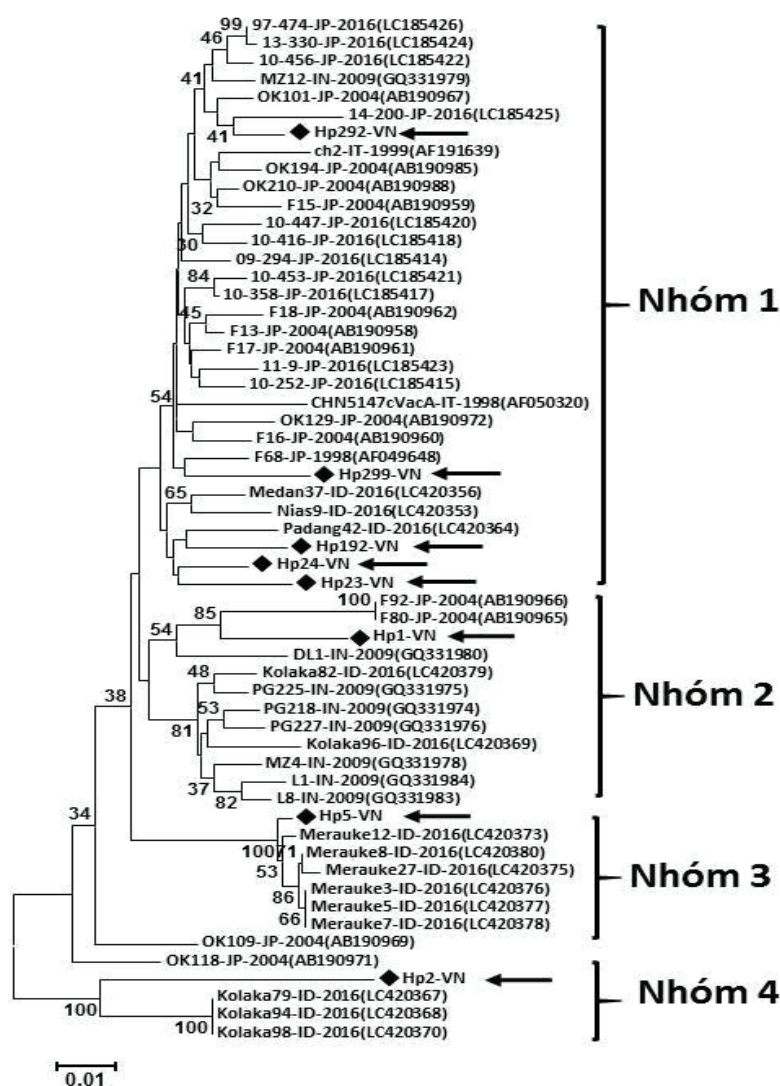 99 97-474-JP-2016(LC185426)
46 13-330-JP-2016(LC185424)
10-456-JP-2016(LC185422)
41 MZ12-IN-2009(GQ331979)
OK101-JP-2004(AB190967)
14-200-JP-2016(LC185425)
41 Hp292-VN
ch2-IT-1999(AF191639)
OK194-JP-2004(AB190985)
OK210-JP-2004(AB190988)
32 F15-JP-2004(AB190959)
10-447-JP-2016(LC185420)
30 10-416-JP-2016(LC185418)
09-294-JP-2016(LC185414)
84 10-453-JP-2016(LC185421)
10-358-JP-2016(LC185417)
Nhóm 1
45 F18-JP-2004(AB190962)
F13-JP-2004(AB190958)
F17-JP-2004(AB190961)
11-9-JP-2016(LC185423)
10-252-JP-2016(LC185415)
54 CHN5147cVacA-IT-1998(AF050320)
OK129-JP-2004(AB190972)
F16-JP-2004(AB190960)
F68-JP-1998(AF049648)
Hp299-VN
65 Medan37-ID-2016(LC420356)
Nias9-ID-2016(LC420353)
Padang42-ID-2016(LC420364)
Hp192-VN
Hp24-VN
Hp23-VN
100 F92-JP-2004(AB190966)
85 F80-JP-2004(AB190965)
54 Hp1-VN
DL1-IN-2009(GQ331980)
48 Kolaka82-ID-2016(LC420379)
38 PG225-IN-2009(GQ331975)
Nhóm 2
53 PG218-IN-2009(GQ331974)
81 PG227-IN-2009(GQ331976)
Kolaka96-ID-2016(LC420369)
MZ4-IN-2009(GQ331978)
37 L1-IN-2009(GQ331984)
82 L8-IN-2009(GQ331983)
34 Hp5-VN
Merauke12-ID-2016(LC420373)
100 71 Merauke8-ID-2016(LC420380)
53 Merauke27-ID-2016(LC420375)
Nhóm 3
86 Merauke3-ID-2016(LC420376)
Merauke5-ID-2016(LC420377)
66 Merauke7-ID-2016(LC420378)
OK109-JP-2004(AB190969)
OK118-JP-2004(AB190971)
Hp2-VN
Kolaka79-ID-2016(LC420367)
Nhóm 4
100 Kolaka94-ID-2016(LC420368)
100 Kolaka98-ID-2016(LC420370)
0.01